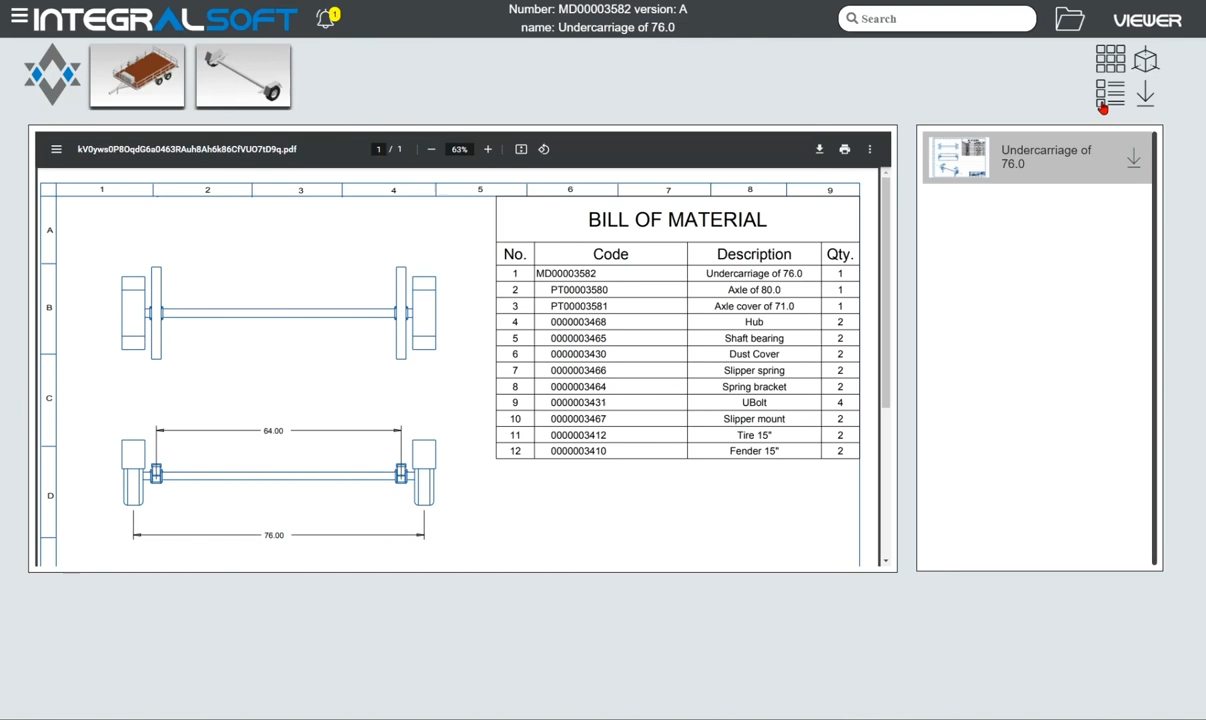 INTEGRALSOFT
1
Number: MD00003582 version: A
name: Undercarriage of 76.0
Search
VIEWER
kV0yws0P8OqdG6a0463RAuh8Ah6k86CfVUO7tD9q.pdf
1 / 1
63%
Undercarriage of
76.0
1 2 3 4 5 6 7 8 9
A
B
C
D
BILL OF MATERIAL
No. Code Description Qty.
1 MD00003582 Undercarriage of 76.0 1
2 PT00003580 Axle of 80.0 1
3 PT00003581 Axle cover of 71.0 1
4 0000003468 Hub 2
5 0000003465 Shaft bearing 2
6 0000003430 Dust Cover 2
7 0000003466 Slipper spring 2
8 0000003464 Spring bracket 2
9 0000003431 UBolt 4
10 0000003467 Slipper mount 2
11 0000003412 Tire 15" 2
12 0000003410 Fender 15" 2
64.00
76.00